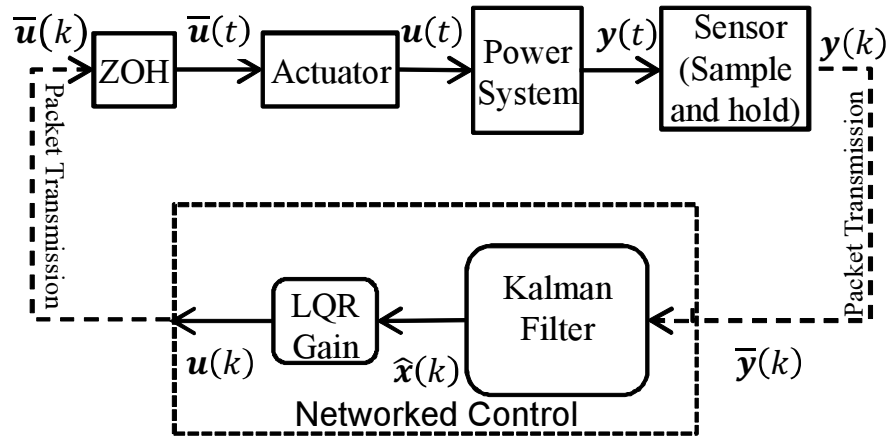 u̅(k)
ZOH
u̅(t)
Actuator
u(t)
Power
System
y(t)
Sensor
(Sample
and hold)
y(k)
Packet Transmission
Packet Transmission
LQR
Gain
Kalman
Filter
u(k)
x̂(k)
y̅(k)
Networked Control